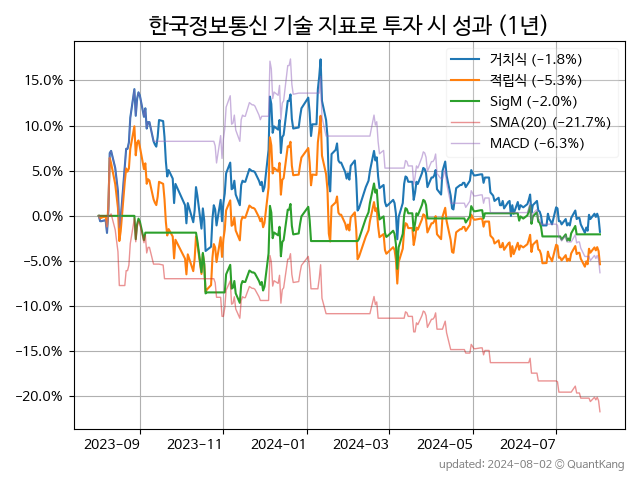 한국정보통신 기술 지표로 투자 시 성과 (1년)
거치식 (−1.8%)
적립식 (−5.3%)
SigM (−2.0%)
SMA(20) (−21.7%)
MACD (−6.3%)
15.0%
10.0%
5.0%
0.0%
−5.0%
−10.0%
−15.0%
−20.0%
2023-09 2023-11 2024-01 2024-03 2024-05 2024-07
updated: 2024-08-02 © QuantKang